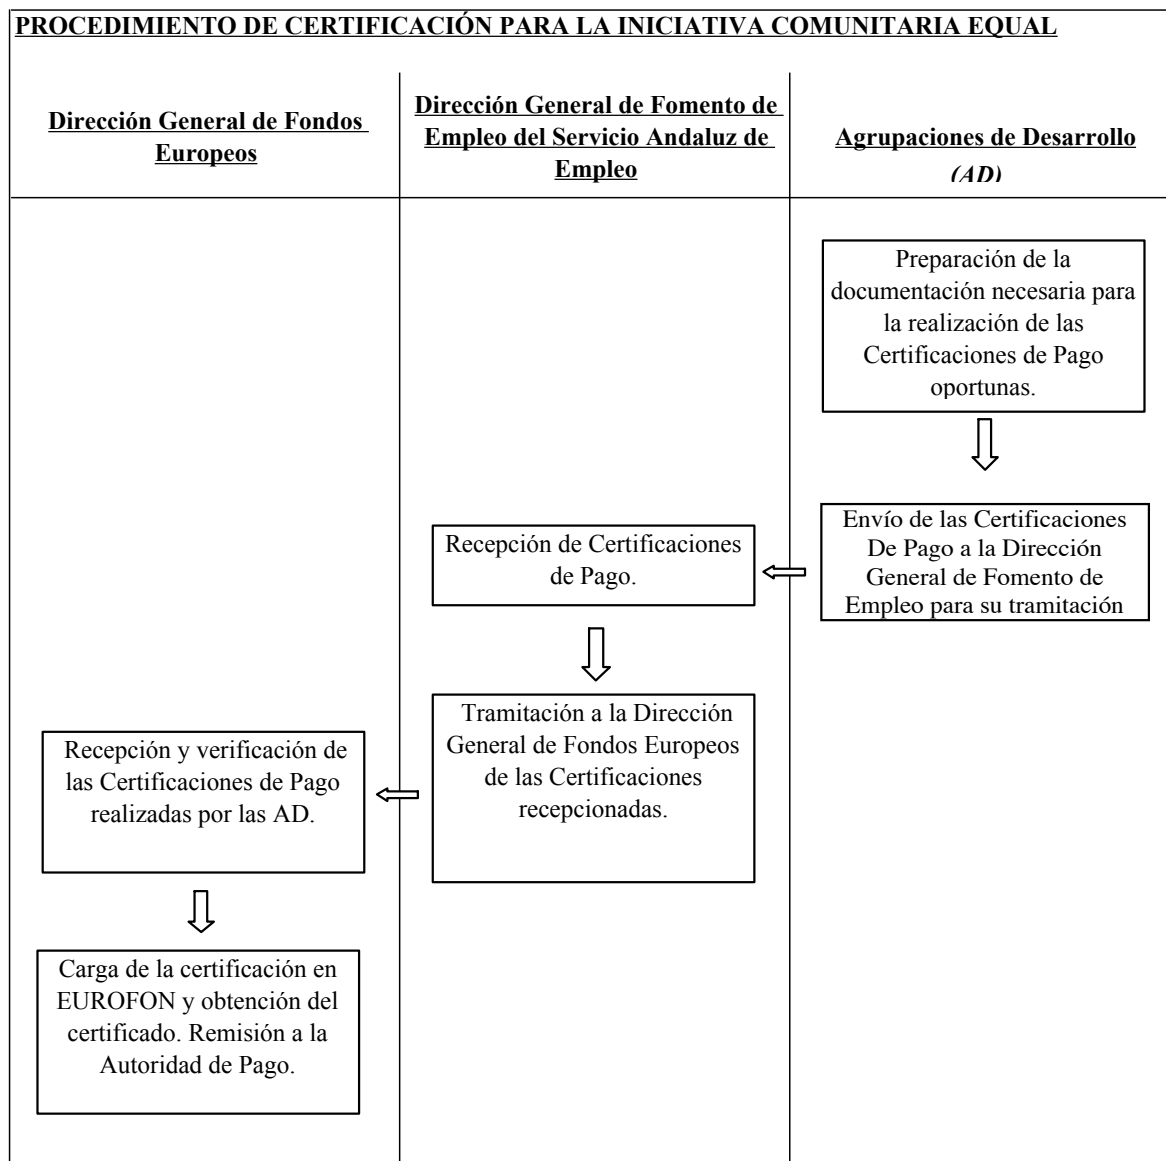 PROCEDIMIENTO DE CERTIFICACIÓN PARA LA INICIATIVA COMUNITARIA EQUAL
Dirección General de Fondos
Europeos
Dirección General de Fomento de
Empleo del Servicio Andaluz de
Empleo
Agrupaciones de Desarrollo
(AD)
Preparación de la
documentación necesaria para
la realización de las
Certificaciones de Pago
oportunas.
Envío de las Certificaciones
De Pago a la Dirección
General de Fomento de
Empleo para su tramitación
Recepción de Certificaciones
de Pago.
Tramitación a la Dirección
General de Fondos Europeos
de las Certificaciones
recepcionadas.
Recepción y verificación de
las Certificaciones de Pago
realizadas por las AD.
Carga de la certificación en
EUROFON y obtención del
certificado. Remisión a la
Autoridad de Pago.